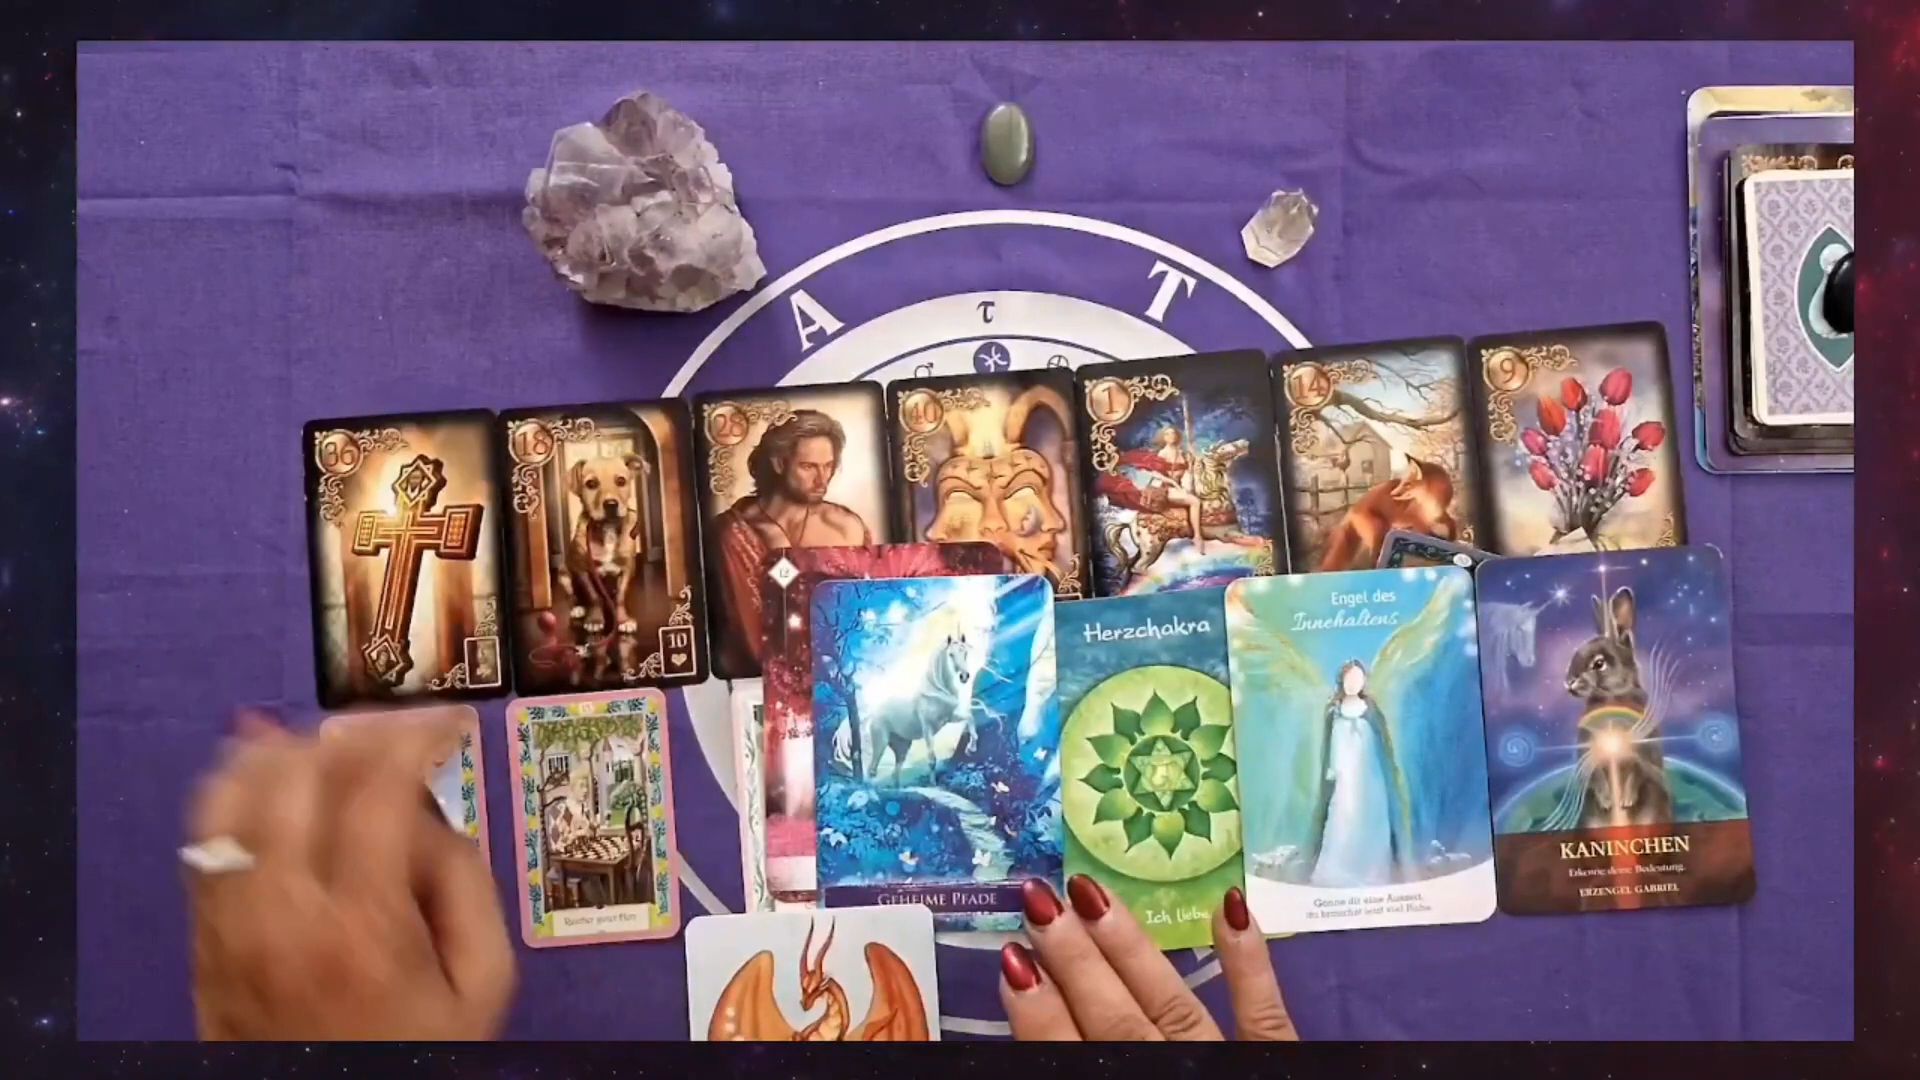 A T
τ
36
18
10
28
40
1
14
9
12
GEHEIME PFADE
Herzchakra
Ich liebe
Engel des
Innehaltens
Gönne dir eine Auszeit,
du brauchst jetzt viel Ruhe.
KANINCHEN
Erkenne deine Bedeutung.
ERZENGEL GABRIEL